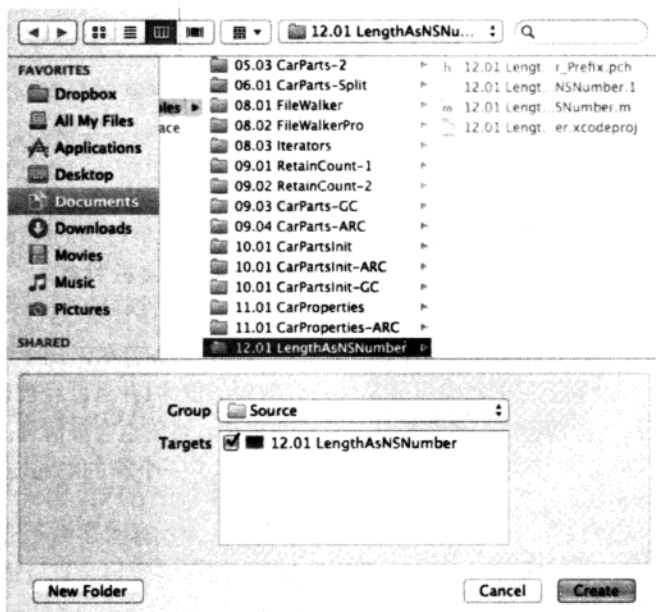 12.01 LengthAsNSNu...
FAVORITES
Dropbox
All My Files
Applications
Desktop
Documents
Downloads
Movies
Music
Pictures
SHARED
ples
ace
05.03 CarParts-2
06.01 CarParts-Split
08.01 FileWalker
08.02 FileWalkerPro
08.03 Iterators
09.01 RetainCount-1
09.02 RetainCount-2
09.03 CarParts-GC
09.04 CarParts-ARC
10.01 CarPartsInit
10.01 CarPartsInit-ARC
10.01 CarPartsInit-GC
11.01 CarProperties
11.01 CarProperties-ARC
12.01 LengthAsNSNumber
h 12.01 Lengt...r_Prefix.pch
12.01 Lengt...NSNumber.1
m 12.01 Lengt...SNumber.m
12.01 Lengt...er.xcodeproj
Group Source
Targets 12.01 LengthAsNSNumber
New Folder
Cancel
Create